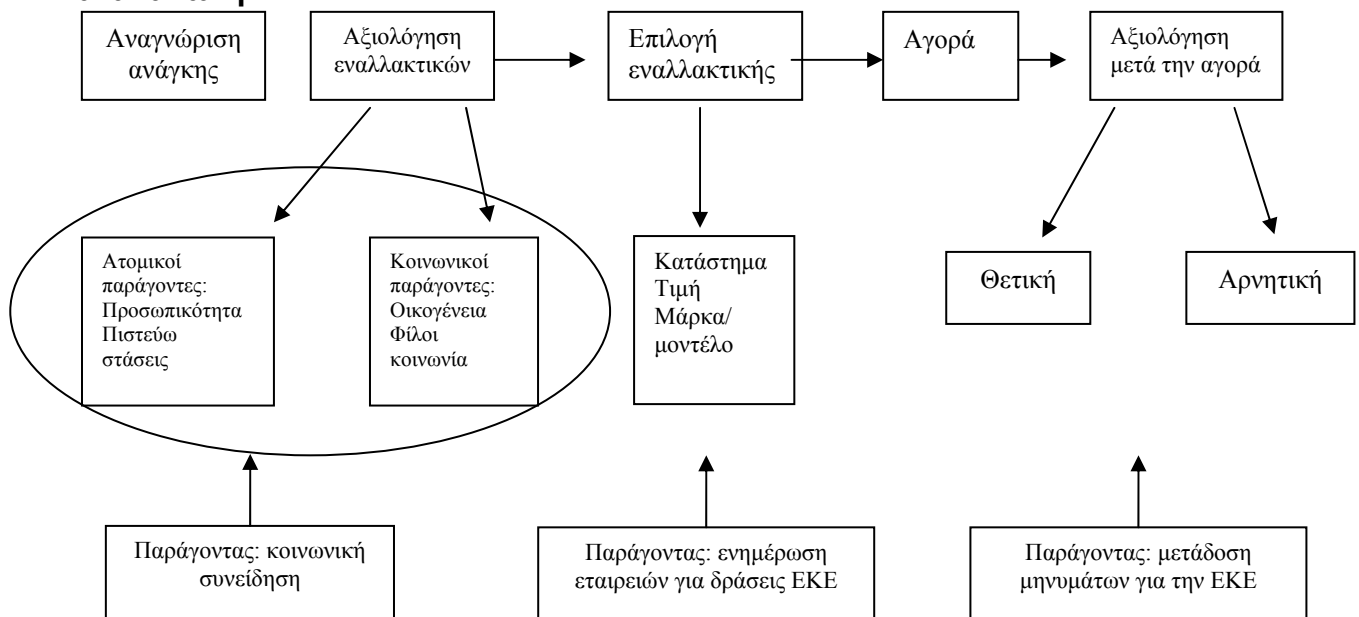 Αναγνώριση
ανάγκης
Αξιολόγηση
εναλλακτικών
Επιλογή
εναλλακτικής
Αγορά
Αξιολόγηση
μετά την αγορά
Ατομικοί
παράγοντες:
Προσωπικότητα
Πιστεύω
στάσεις
Κοινωνικοί
παράγοντες:
Οικογένεια
Φίλοι
κοινωνία
Κατάστημα
Τιμή
Μάρκα/
μοντέλο
Θετική
Αρνητική
Παράγοντας: κοινωνική
συνείδηση
Παράγοντας: ενημέρωση
εταιρειών για δράσεις ΕΚΕ
Παράγοντας: μετάδοση
μηνυμάτων για την ΕΚΕ